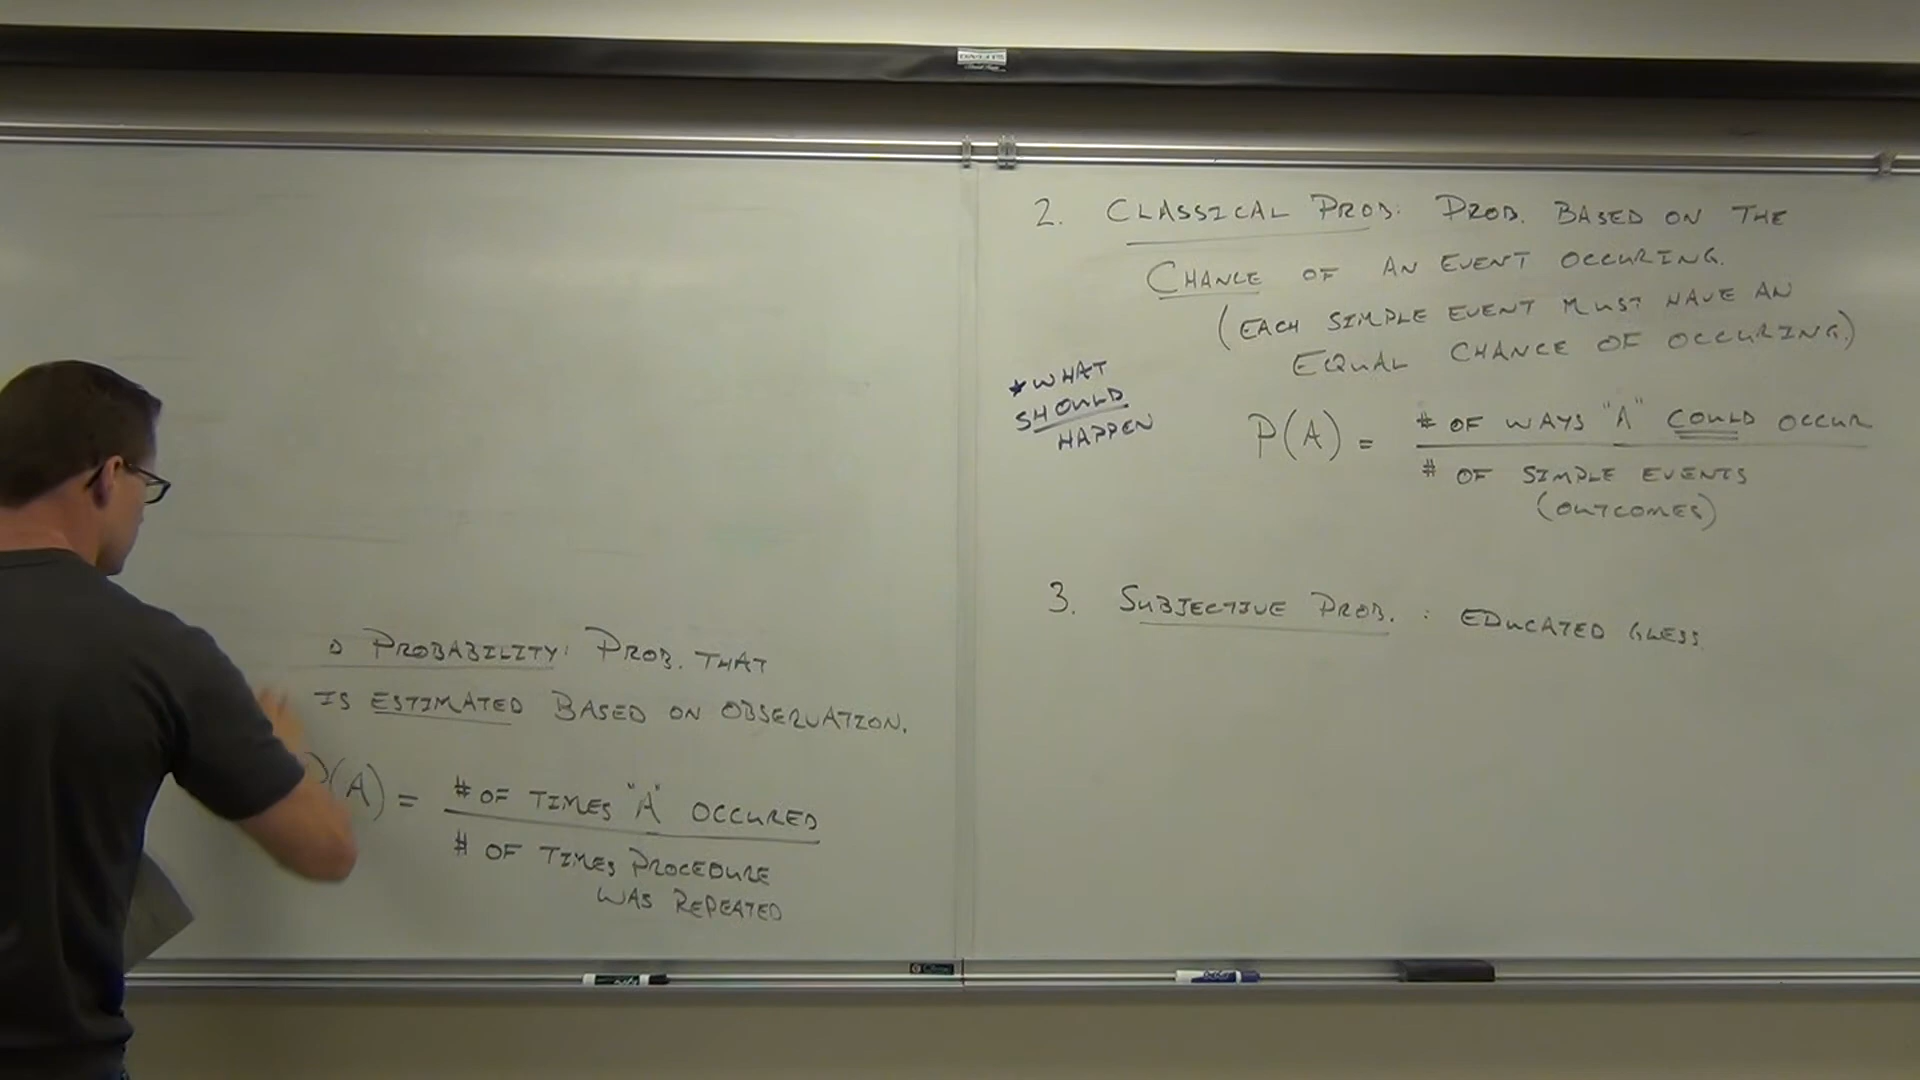 D PROBABILITY: PROB. THAT
IS ESTIMATED BASED ON OBSERVATION.
P(A) = # OF TIMES "A" OCCURED
# OF TIMES PROCEDURE
WAS REPEATED
2. CLASSICAL PROB: PROB. BASED ON THE
CHANCE OF AN EVENT OCCURING.
(EACH SIMPLE EVENT MUST HAVE AN
EQUAL CHANCE OF OCCURING.)
*WHAT
SHOULD
HAPPEN
P(A) = # OF WAYS "A" COULD OCCUR
# OF SIMPLE EVENTS
(OUTCOMES)
3. SUBJECTIVE PROB. : EDUCATED GUESS.